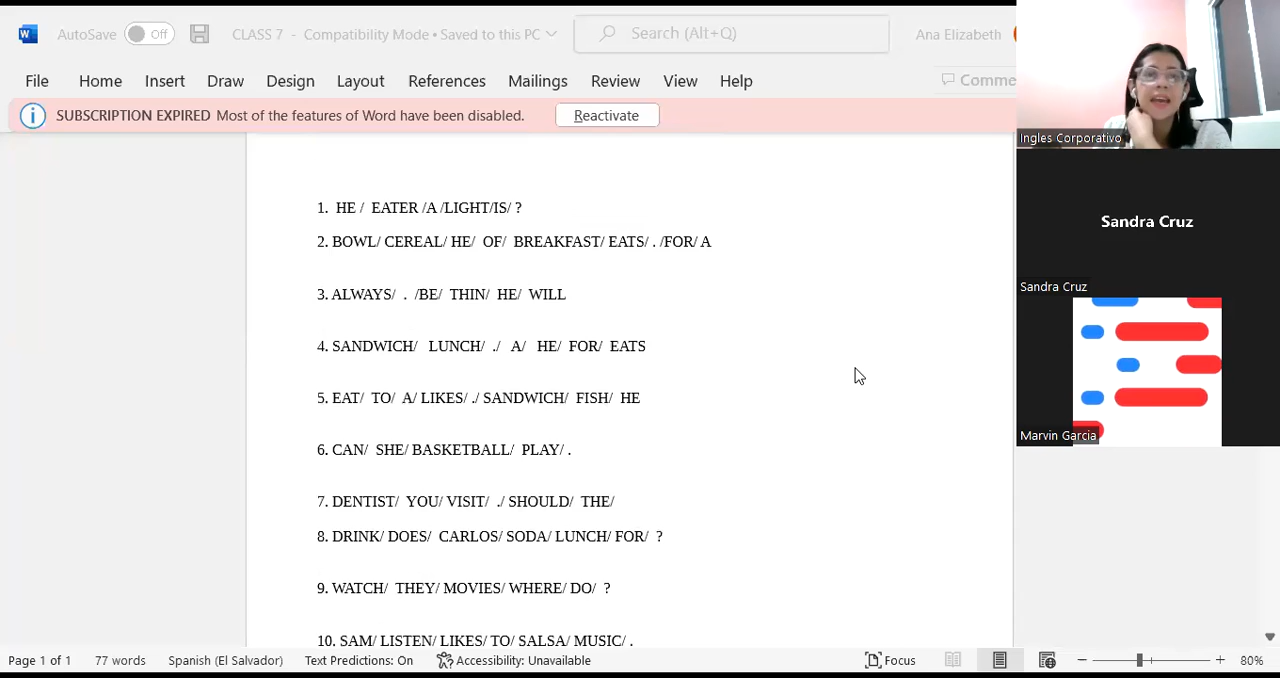 AutoSave Off CLASS 7 - Compatibility Mode • Saved to this PC Search (Alt+Q) Ana Elizabeth
File Home Insert Draw Design Layout References Mailings Review View Help Comme
SUBSCRIPTION EXPIRED Most of the features of Word have been disabled. Reactivate
Ingles Corporativo
Sandra Cruz
Sandra Cruz
Marvin Garcia
1. HE / EATER /A /LIGHT/IS/ ?
2. BOWL/ CEREAL/ HE/ OF/ BREAKFAST/ EATS/ . /FOR/ A
3. ALWAYS/ . /BE/ THIN/ HE/ WILL
4. SANDWICH/ LUNCH/ ./ A/ HE/ FOR/ EATS
5. EAT/ TO/ A/ LIKES/ ./ SANDWICH/ FISH/ HE
6. CAN/ SHE/ BASKETBALL/ PLAY/ .
7. DENTIST/ YOU/ VISIT/ ./ SHOULD/ THE/
8. DRINK/ DOES/ CARLOS/ SODA/ LUNCH/ FOR/ ?
9. WATCH/ THEY/ MOVIES/ WHERE/ DO/ ?
10. SAM/ LISTEN/ LIKES/ TO/ SALSA/ MUSIC/ .
Page 1 of 1 77 words Spanish (El Salvador) Text Predictions: On Accessibility: Unavailable Focus 80%